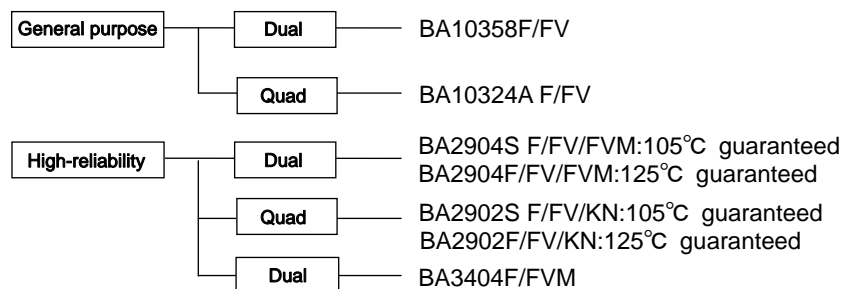 General purpose
Dual
BA10358F/FV
Quad
BA10324A F/FV
High-reliability
Dual
BA2904S F/FV/FVM:105℃ guaranteed
BA2904F/FV/FVM:125℃ guaranteed
Quad
BA2902S F/FV/KN:105℃ guaranteed
BA2902F/FV/KN:125℃ guaranteed
Dual
BA3404F/FVM